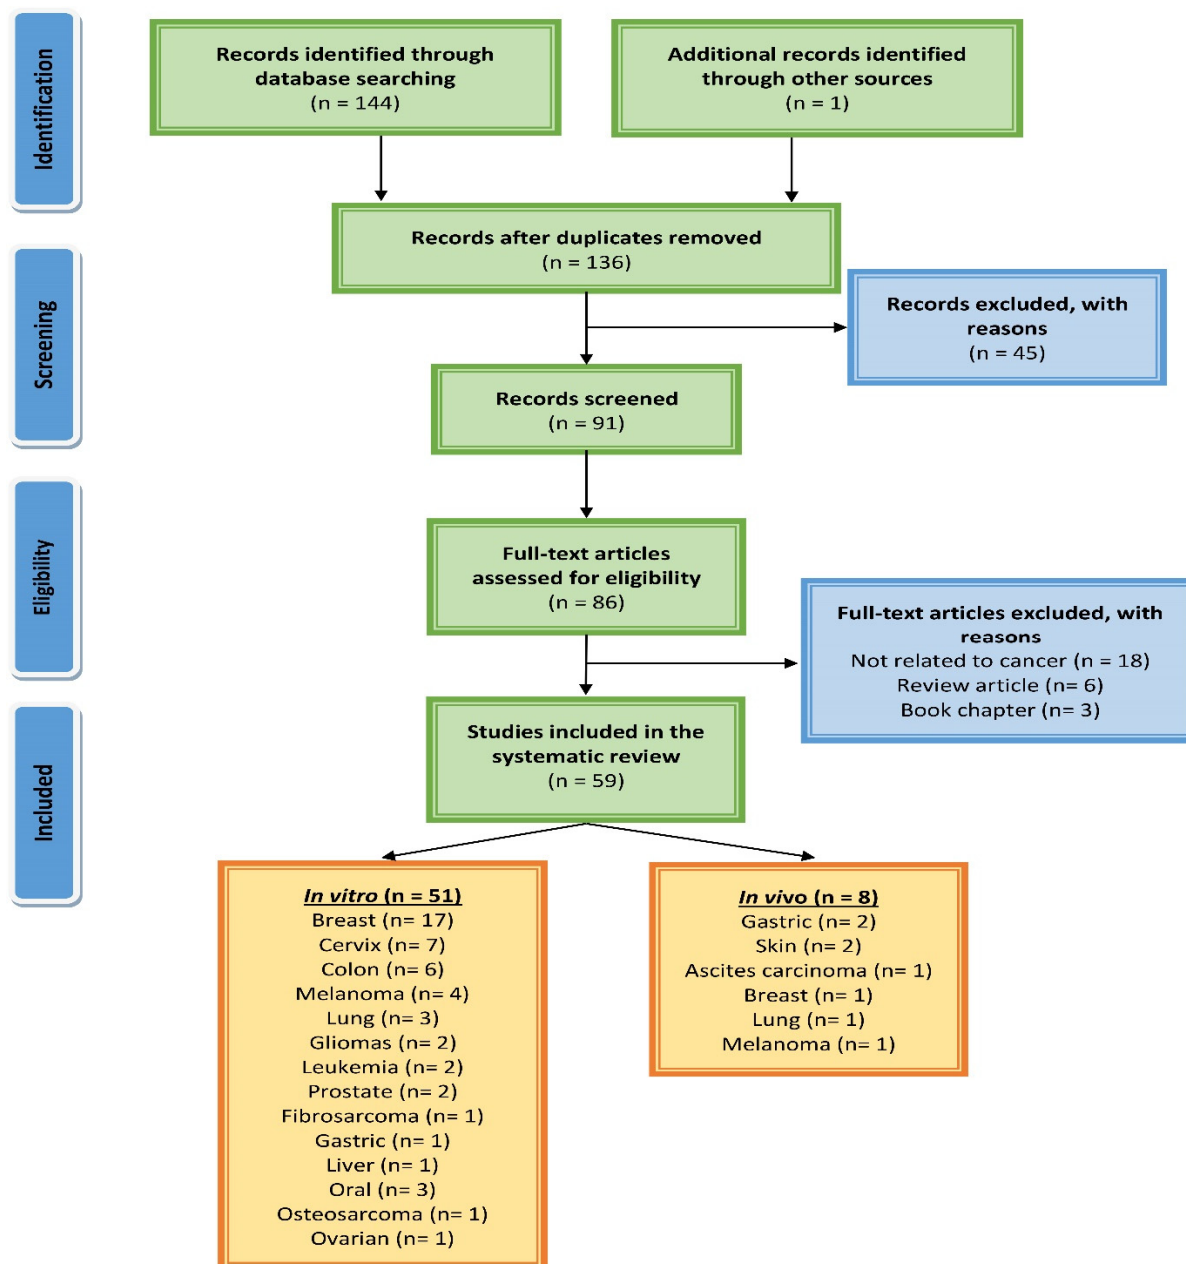 Identification
Records identified through
database searching
(n = 144)
Additional records identified
through other sources
(n = 1)
Records after duplicates removed
(n = 136)
Screening
Records excluded, with
reasons
(n = 45)
Records screened
(n = 91)
Eligibility
Full-text articles
assessed for eligibility
(n = 86)
Full-text articles excluded, with
reasons
Not related to cancer (n = 18)
Review article (n= 6)
Book chapter (n= 3)
Included
Studies included in the
systematic review
(n = 59)
In vitro (n = 51)
Breast (n= 17)
Cervix (n= 7)
Colon (n= 6)
Melanoma (n= 4)
Lung (n= 3)
Gliomas (n= 2)
Leukemia (n= 2)
Prostate (n= 2)
Fibrosarcoma (n= 1)
Gastric (n= 1)
Liver (n= 1)
Oral (n= 3)
Osteosarcoma (n= 1)
Ovarian (n= 1)
In vivo (n = 8)
Gastric (n= 2)
Skin (n= 2)
Ascites carcinoma (n= 1)
Breast (n= 1)
Lung (n= 1)
Melanoma (n= 1)